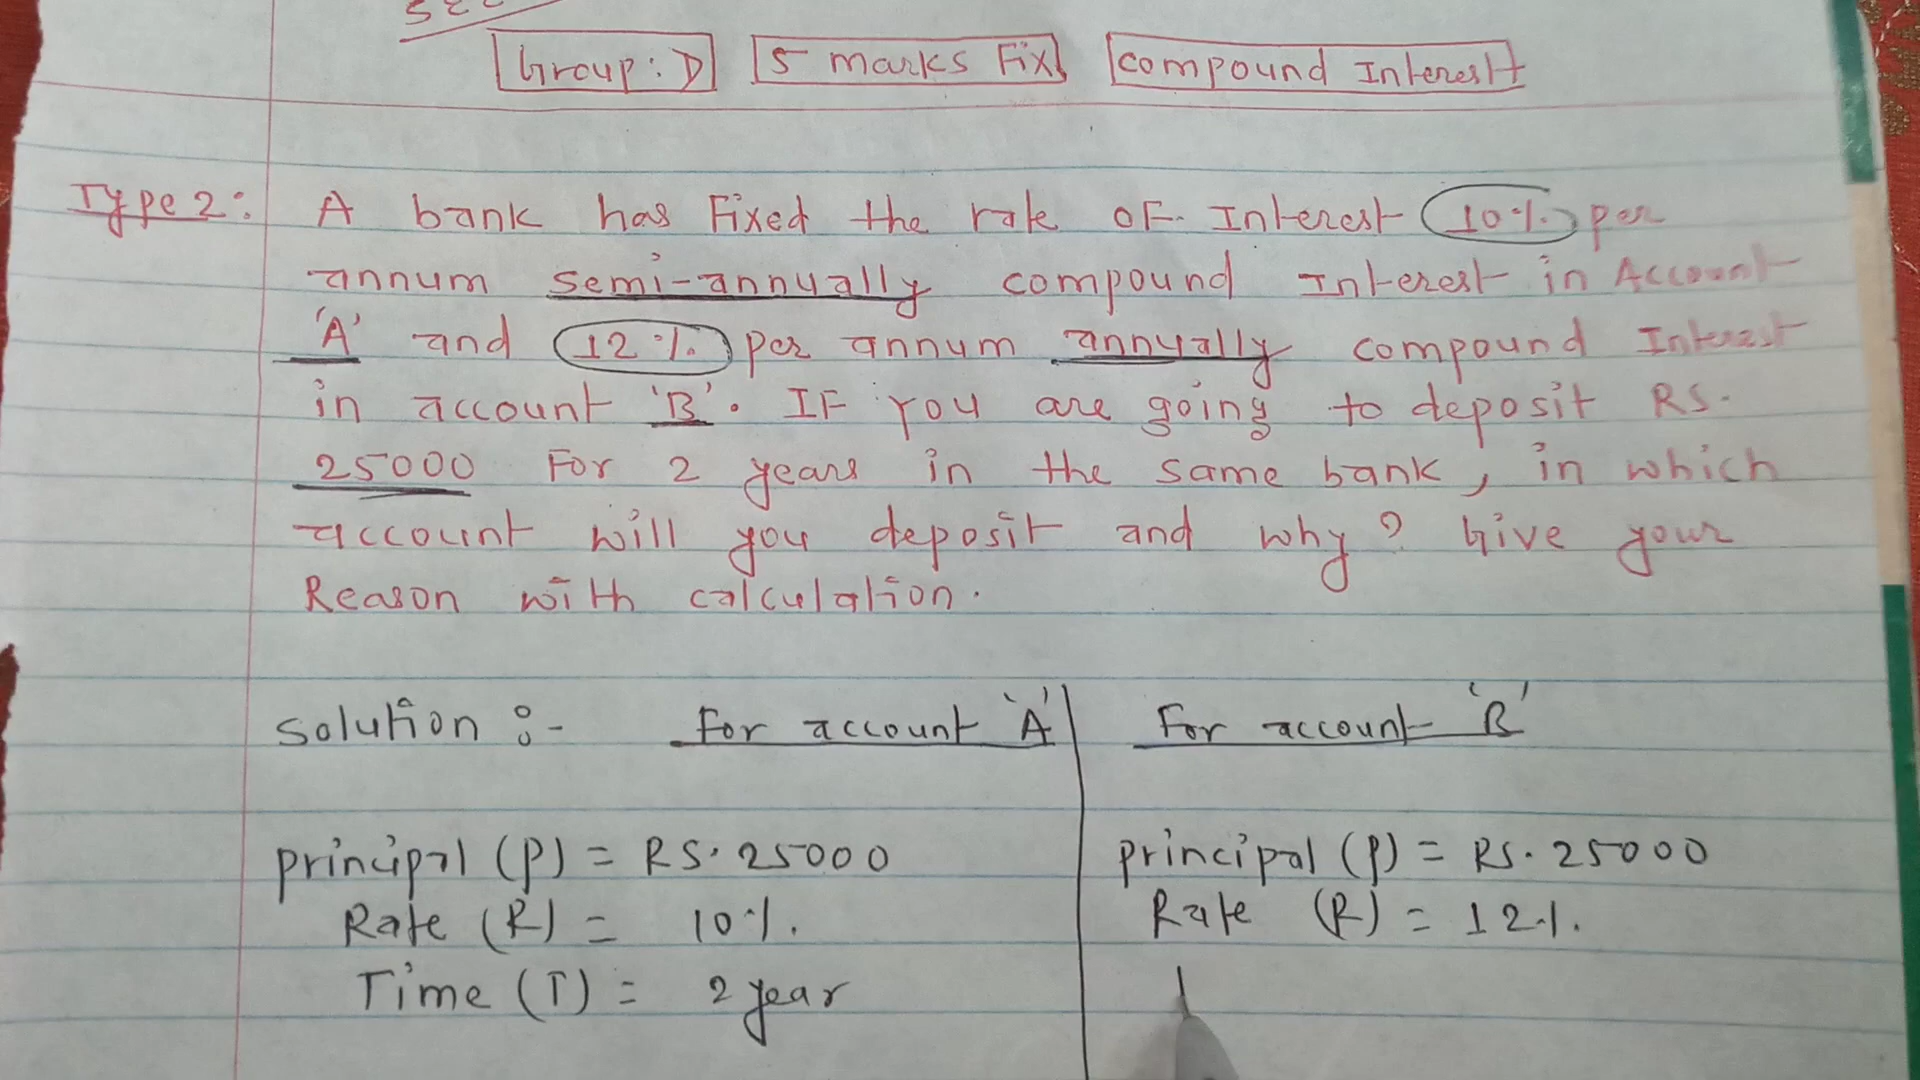 Group: D 5 marks Fix compound Interest
Type 2: A bank has Fixed the rate OF Interest 10% per
annum semi-annually compound Interest in Account
'A' and 12% per annum annually compound Interest
in account 'B'. IF you are going to deposit RS.
25000 For 2 years in the same bank, in which
account will you deposit and why? Give your
Reason with calculation.
Solution :- For account 'A' For account 'B'
principal (P) = RS. 25000 principal (P) = RS. 25000
Rate (R) = 10%. Rate (R) = 12%.
Time (T) = 2 year